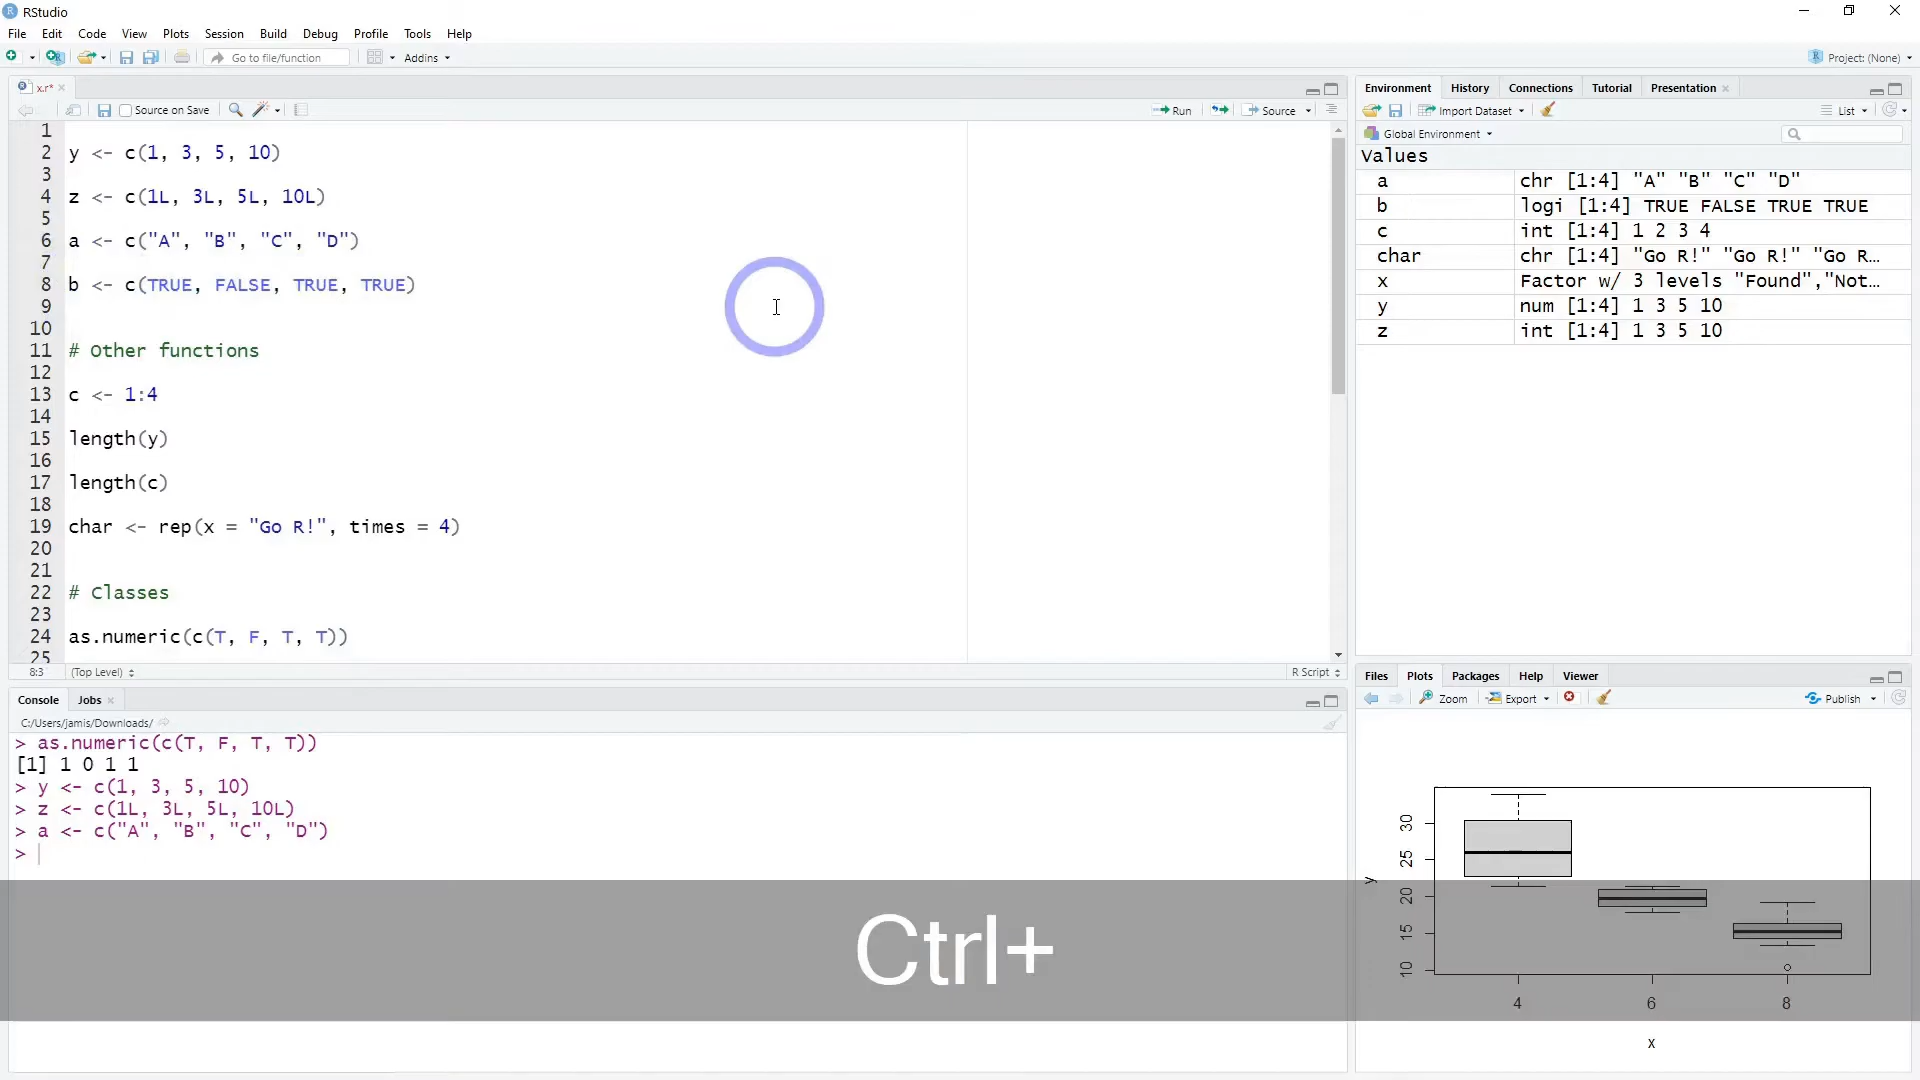 RStudio
File Edit Code View Plots Session Build Debug Profile Tools Help
Go to file/function Addins Project: (None)
x.r*
Source on Save Run Source
1
2 y <- c(1, 3, 5, 10)
3
4 z <- c(1L, 3L, 5L, 10L)
5
6 a <- c("A", "B", "C", "D")
7
8 b <- c(TRUE, FALSE, TRUE, TRUE)
9
10
11 # Other functions
12
13 c <- 1:4
14
15 length(y)
16
17 length(c)
18
19 char <- rep(x = "Go R!", times = 4)
20
21
22 # Classes
23
24 as.numeric(c(T, F, T, T))
25
8:3 (Top Level) R Script
Console Jobs
C:/Users/jamis/Downloads/
> as.numeric(c(T, F, T, T))
[1] 1 0 1 1
> y <- c(1, 3, 5, 10)
> z <- c(1L, 3L, 5L, 10L)
> a <- c("A", "B", "C", "D")
>
Ctrl+
Environment History Connections Tutorial Presentation
Import Dataset List
Global Environment
Values
a chr [1:4] "A" "B" "C" "D"
b logi [1:4] TRUE FALSE TRUE TRUE
c int [1:4] 1 2 3 4
char chr [1:4] "Go R!" "Go R!" "Go R…
x Factor w/ 3 levels "Found","Not…
y num [1:4] 1 3 5 10
z int [1:4] 1 3 5 10
Files Plots Packages Help Viewer
Zoom Export Publish
30
25
20
15
10
y
4 6 8
x